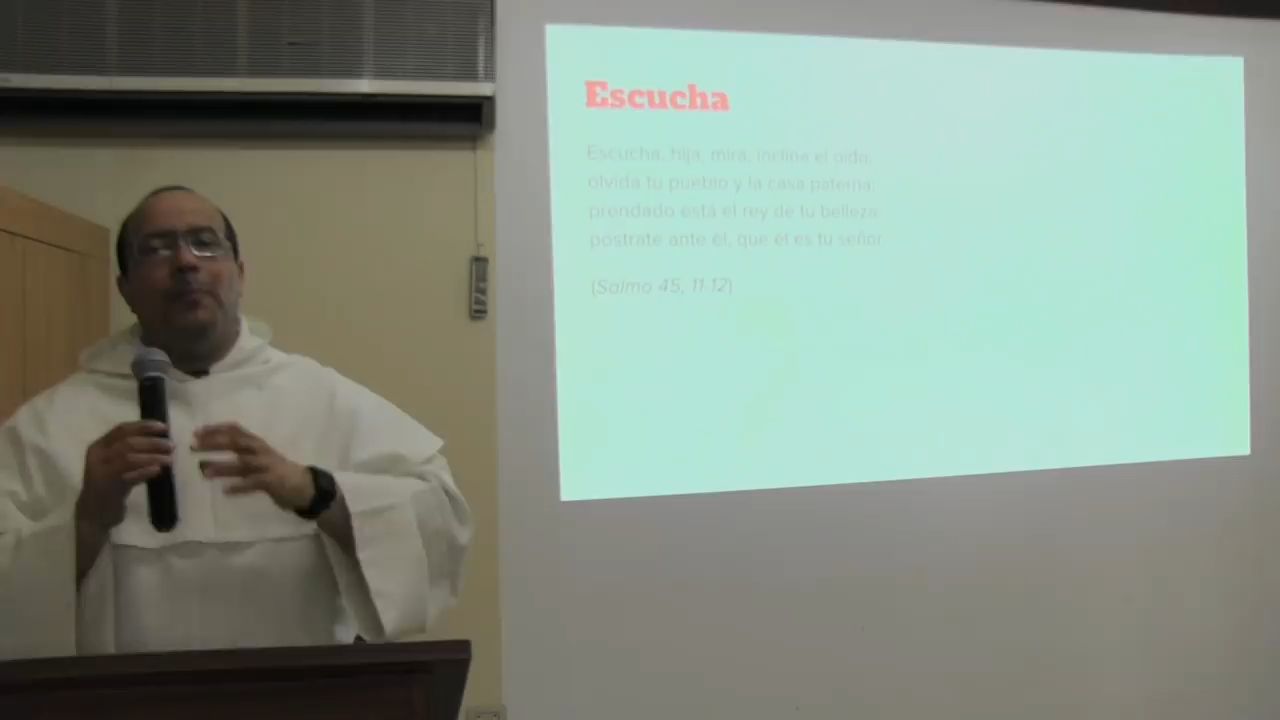 Escucha
Escucha, hija, mira: inclina el oído,
olvida tu pueblo y la casa paterna;
prendado está el rey de tu belleza:
póstrate ante él, que él es tu señor.
(Salmo 45, 11-12)